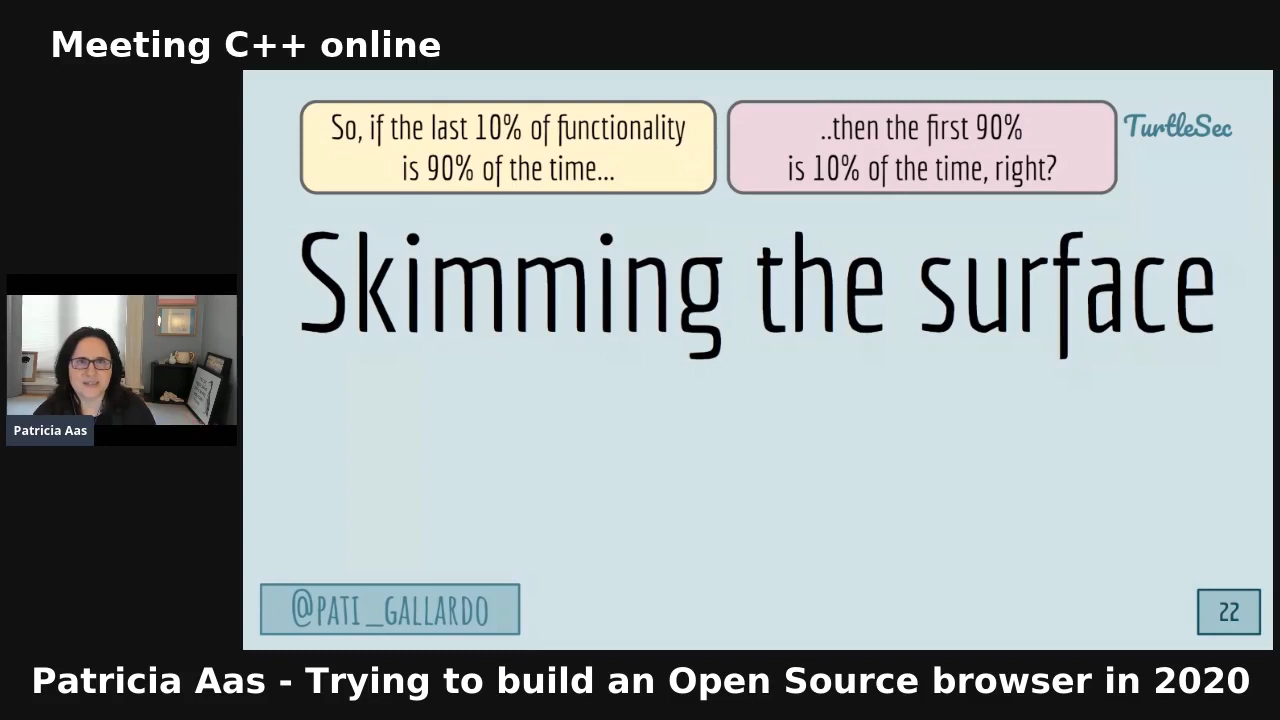 Meeting C++ online
So, if the last 10% of functionality
is 90% of the time...
..then the first 90%
is 10% of the time, right?
TurtleSec
Skimming the surface
Patricia Aas
@PATI_GALLARDO
22
Patricia Aas - Trying to build an Open Source browser in 2020